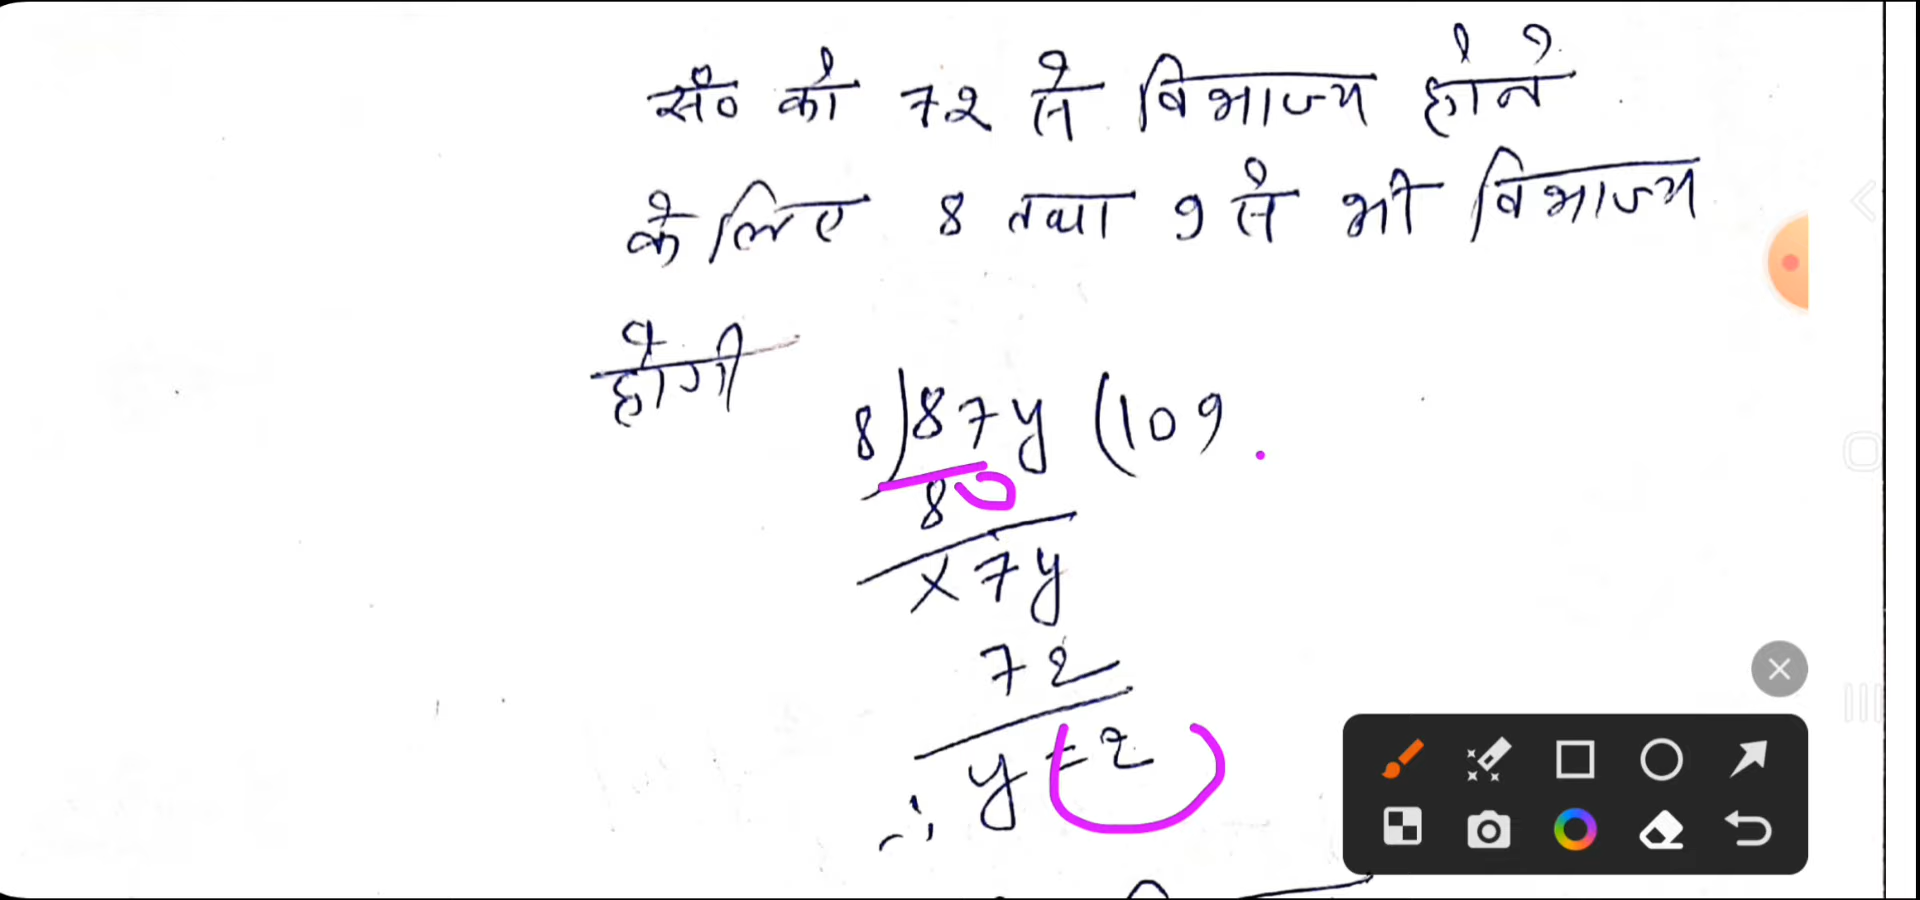 सं० को 72 से विभाज्य होने
के लिए 8 तथा 9 से भी विभाज्य
होगी
8)87y(109
8
x7y
72
∴ y=2